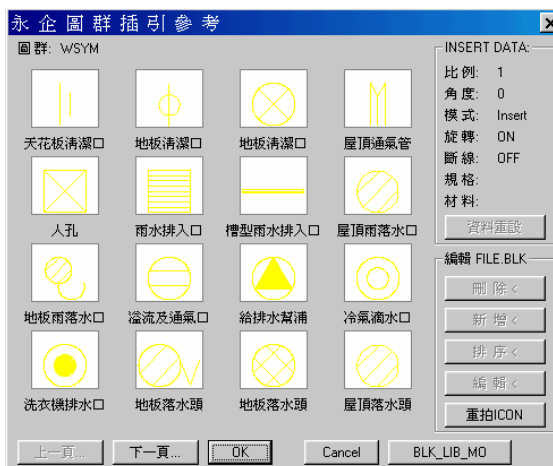 永企圖群插引參考
圖群: WSYM
天花板清潔口 地板清潔口 地板清潔口 屋頂通氣管
人孔 雨水排入口 槽型雨水排入口 屋頂雨落水口
地板雨落水口 溢流及通氣口 給排水幫浦 冷氣滴水口
洗衣機排水口 地板落水頭 地板落水頭 屋頂落水頭
INSERT DATA:
比例: 1
角度: 0
模式: Insert
旋轉: ON
斷線: OFF
規格:
材料:
資料重設
編輯 FILE.BLK
刪 除<
新 增<
排 序<
編 輯<
重拍ICON
上一頁... 下一頁... OK Cancel BLK_LIB_MO